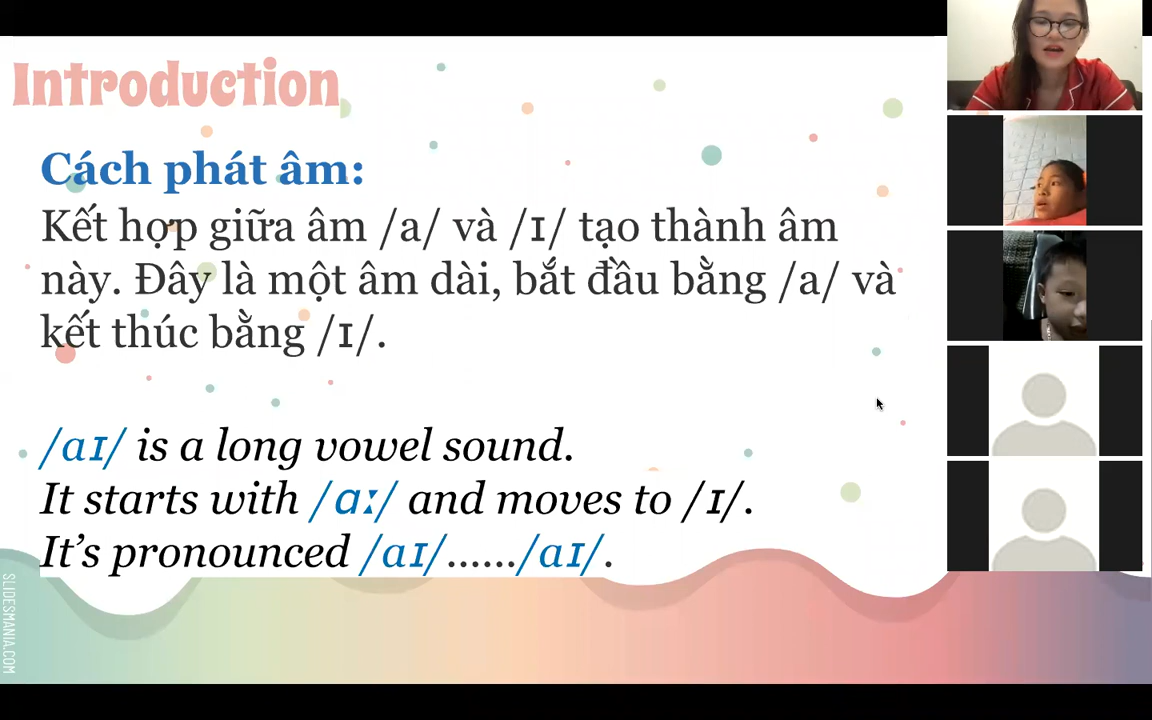 Introduction
Cách phát âm:
Kết hợp giữa âm /a/ và /ɪ/ tạo thành âm
này. Đây là một âm dài, bắt đầu bằng /a/ và
kết thúc bằng /ɪ/.
/aɪ/ is a long vowel sound.
It starts with /ɑː/ and moves to /ɪ/.
It’s pronounced /aɪ/……/aɪ/.
SLIDESMANIA.COM